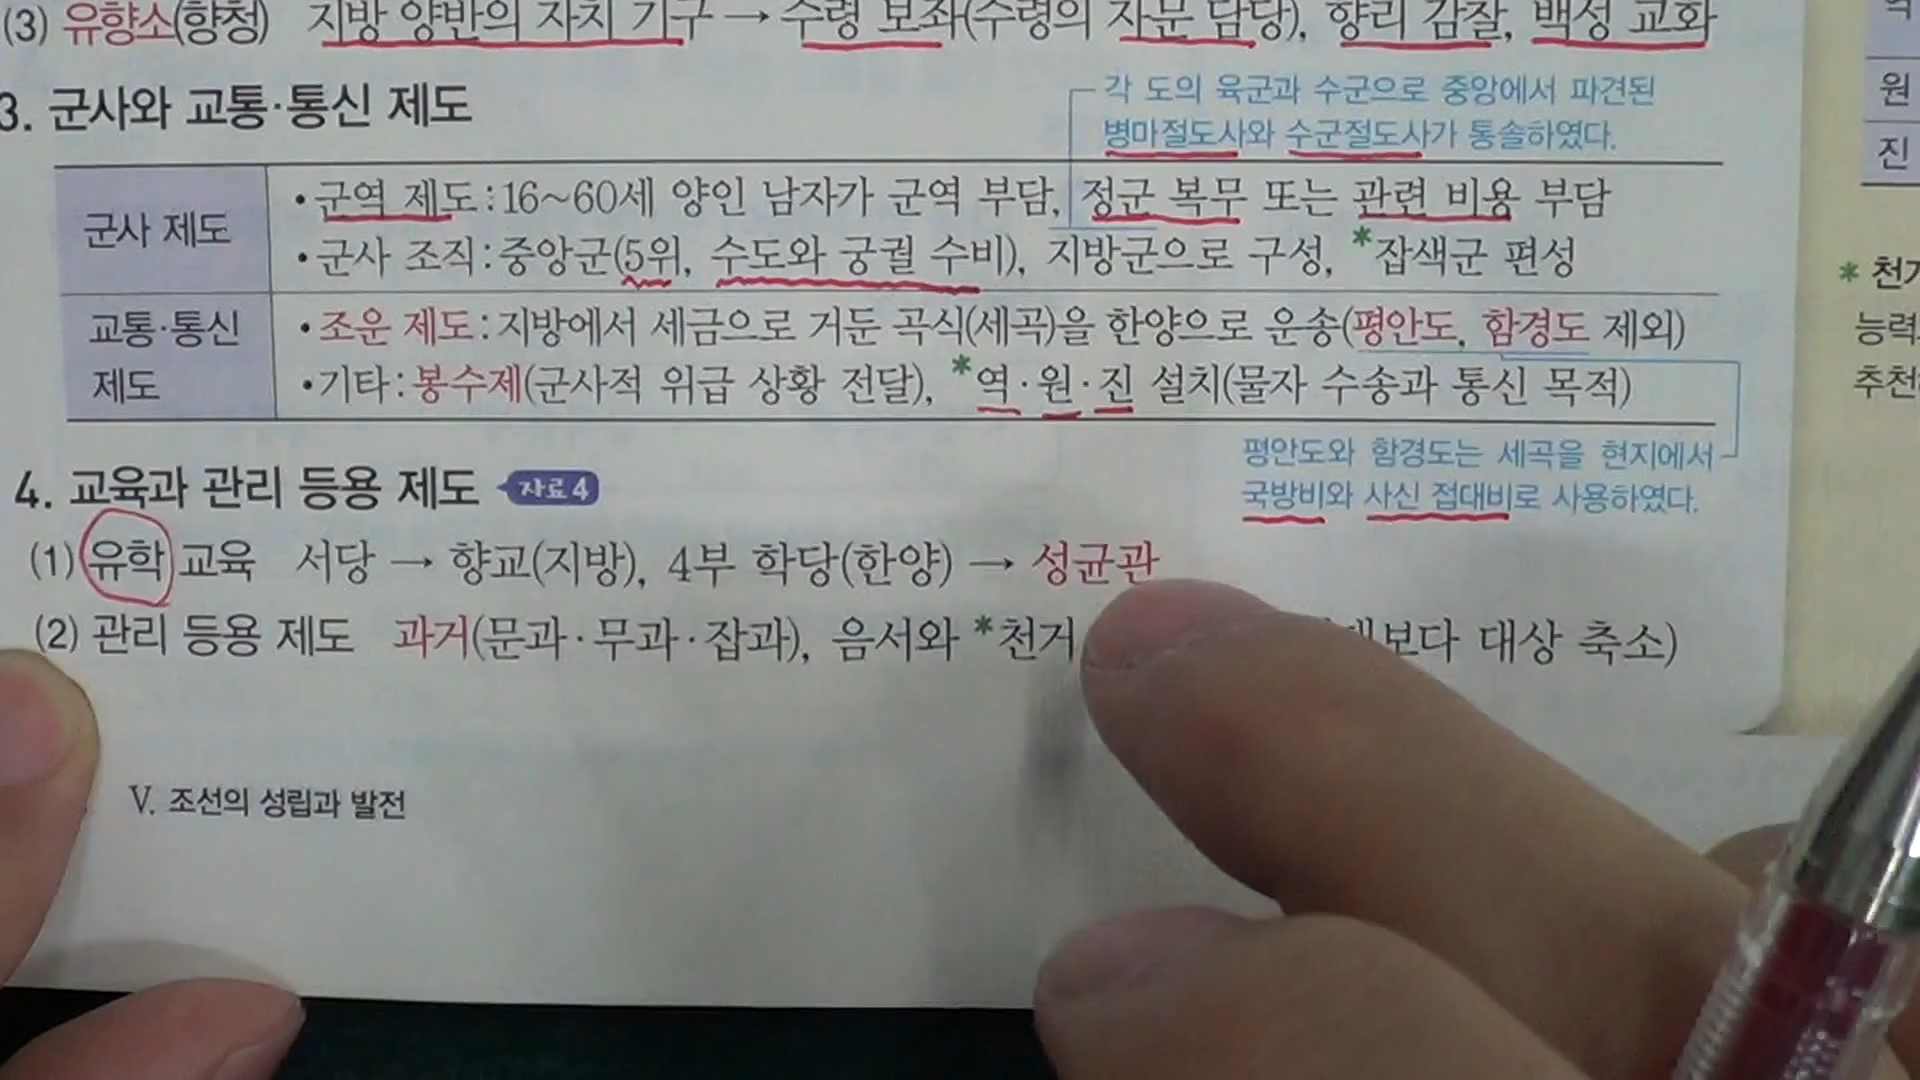 (3) 유향소(향청) 지방 양반의 자치 기구 → 수령 보좌(수령의 자문 담당), 향리 감찰, 백성 교화
3. 군사와 교통·통신 제도
각 도의 육군과 수군으로 중앙에서 파견된
병마절도사와 수군절도사가 통솔하였다.
군사 제도
• 군역 제도 : 16~60세 양인 남자가 군역 부담, 정군 복무 또는 관련 비용 부담
• 군사 조직 : 중앙군(5위, 수도와 궁궐 수비), 지방군으로 구성, *잡색군 편성
교통·통신
제도
• 조운 제도 : 지방에서 세금으로 거둔 곡식(세곡)을 한양으로 운송(평안도, 함경도 제외)
• 기타 : 봉수제(군사적 위급 상황 전달), *역·원·진 설치(물자 수송과 통신 목적)
평안도와 함경도는 세곡을 현지에서
국방비와 사신 접대비로 사용하였다.
4. 교육과 관리 등용 제도 자료4
(1) 유학 교육 서당 → 향교(지방), 4부 학당(한양) → 성균관
(2) 관리 등용 제도 과거(문과·무과·잡과), 음서와 *천거 대상 축소)
V. 조선의 성립과 발전
원
진
* 천거
추천